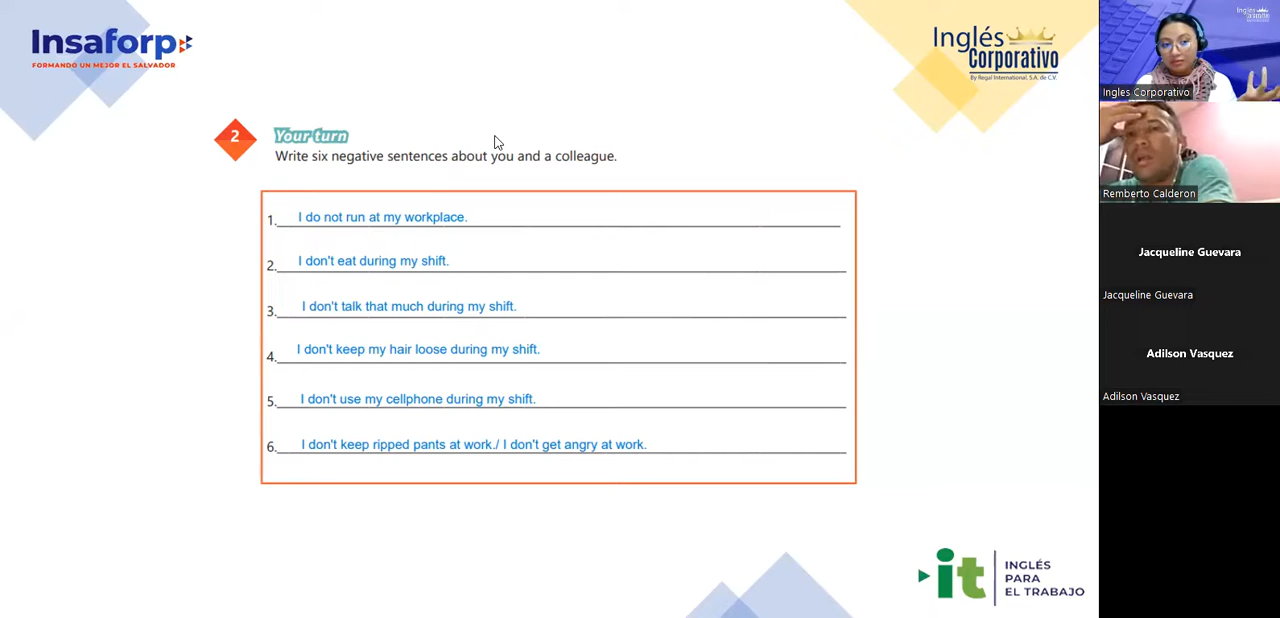 Insaforp
FORMANDO UN MEJOR EL SALVADOR
Inglés
Corporativo
By Regal International, S.A. de C.V.
2
Your turn
Write six negative sentences about you and a colleague.
1. I do not run at my workplace.
2. I don't eat during my shift.
3. I don't talk that much during my shift.
4. I don't keep my hair loose during my shift.
5. I don't use my cellphone during my shift.
6. I don't keep ripped pants at work./ I don't get angry at work.
it
INGLÉS
PARA
EL TRABAJO
Ingles Corporativo
Remberto Calderon
Jacqueline Guevara
Jacqueline Guevara
Adilson Vasquez
Adilson Vasquez